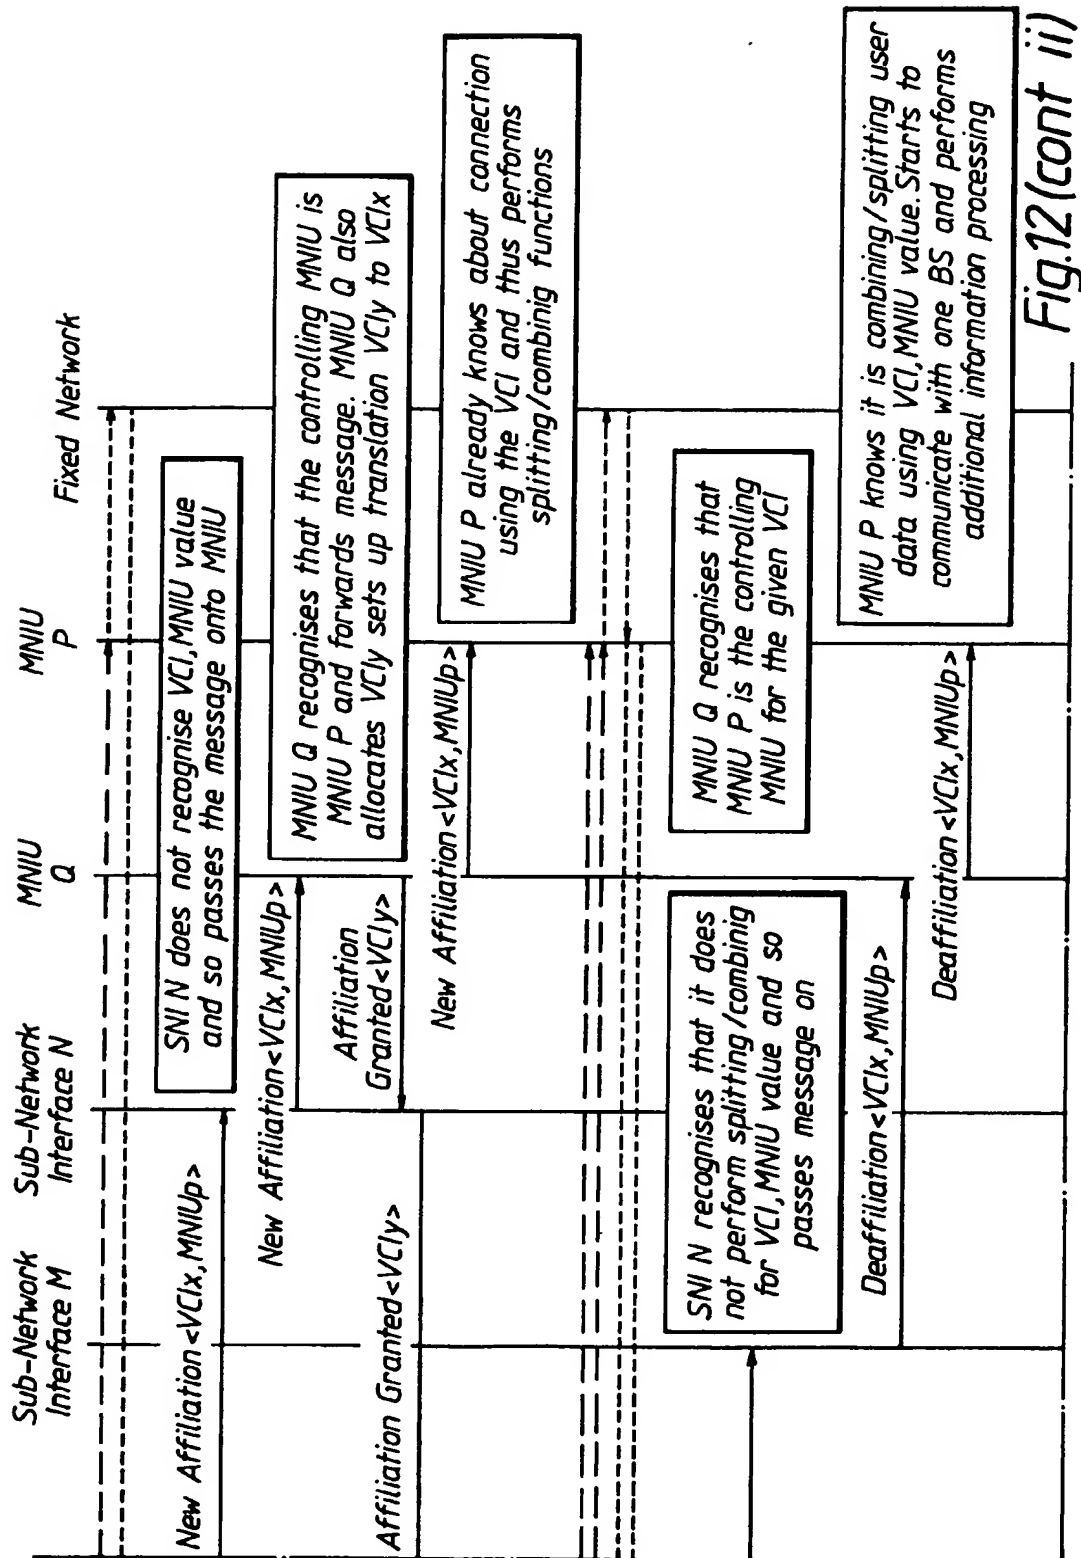 Sub-Network
Interface M
Sub-Network
Interface N
MNIU
Q
MNIU
P
Fixed Network
New Affiliation<VCIx,MNIUp>
SNI N does not recognise VCI,MNIU value
and so passes the message onto MNIU
New Affiliation<VCIx,MNIUp>
MNIU Q recognises that the controlling MNIU is
MNIU P and forwards message. MNIU Q also
allocates VCIy sets up translation VCIy to VCIx
Affiliation
Granted<VCIy>
Affiliation Granted<VCIy>
New Affiliation<VCIx,MNIUp>
MNIU P already knows about connection
using the VCI and thus performs
splitting/combinig functions
SNI N recognises that it does
not perform splitting/combinig
for VCI,MNIU value and so
passes message on
MNIU Q recognises that
MNIU P is the controlling
MNIU for the given VCI
Deaffiliation<VCIx,MNIUp>
Deaffiliation<VCIx,MNIUp>
MNIU P knows it is combining/splitting user
data using VCI,MNIU value. Starts to
communicate with one BS and performs
additional information processing
Fig.12(cont ii)